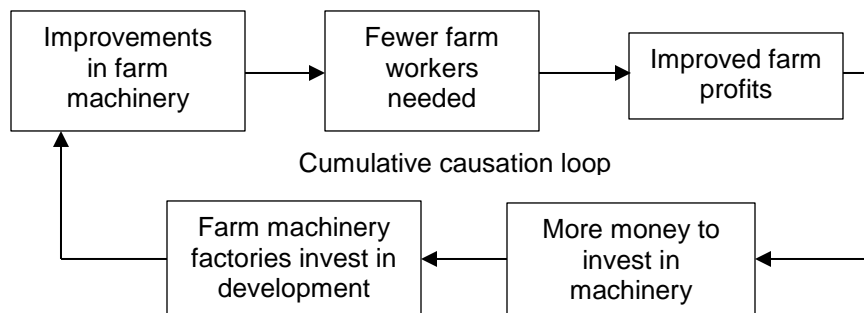 Improvements
in farm
machinery
Fewer farm
workers
needed
Improved farm
profits
Cumulative causation loop
Farm machinery
factories invest in
development
More money to
invest in
machinery